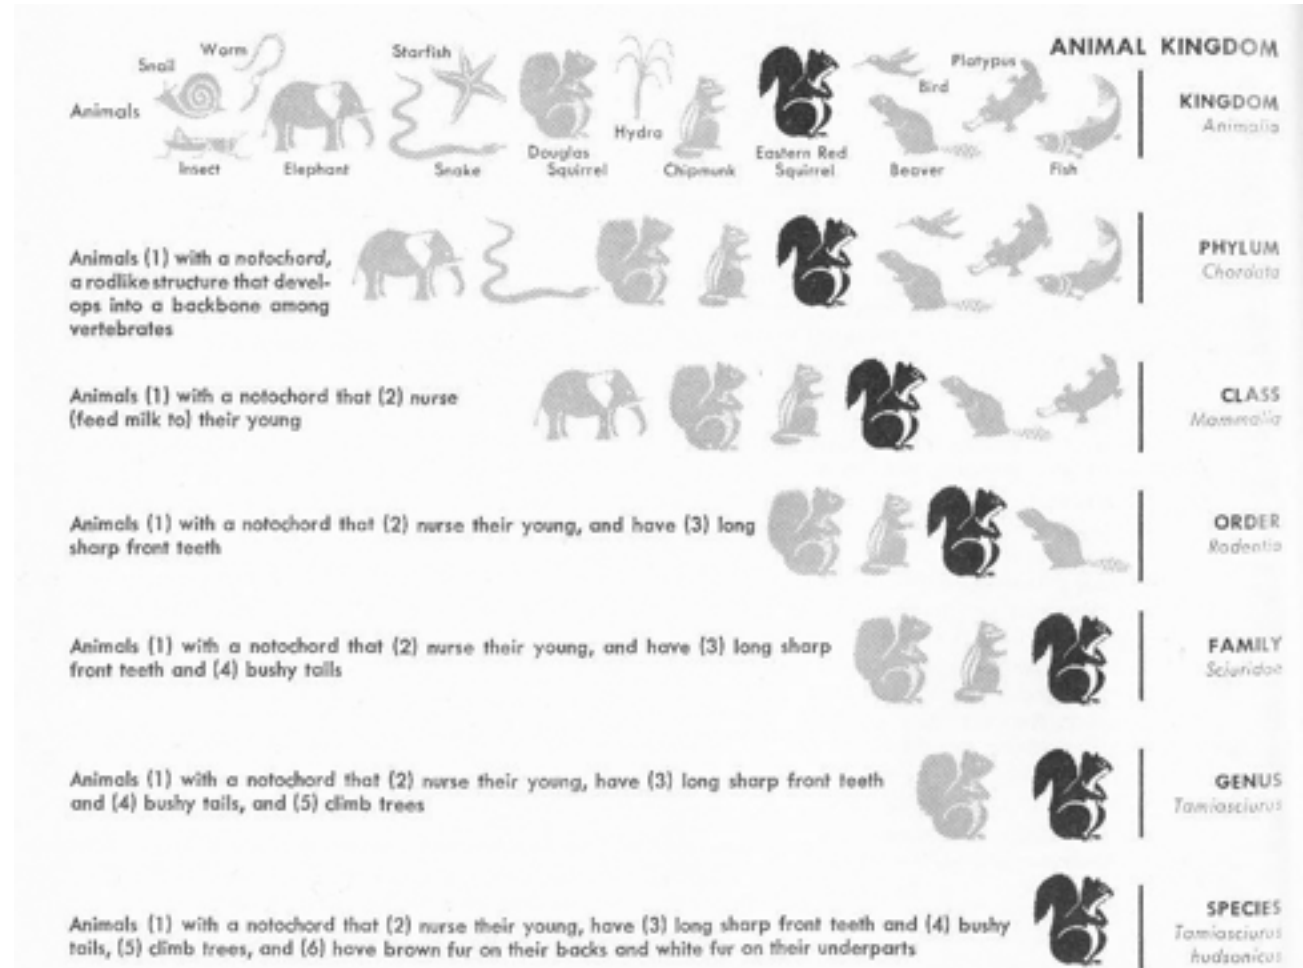 ANIMAL KINGDOM
Worm
Snail
Starfish
Platypus
Bird
Animals
Hydra
KINGDOM
Animalia
Insect
Elephant
Snake
Douglas
Squirrel
Chipmunk
Eastern Red
Squirrel
Beaver
Fish
Animals (1) with a notochord,
a rodlike structure that devel-
ops into a backbone among
vertebrates
PHYLUM
Chordata
Animals (1) with a notochord that (2) nurse
(feed milk to) their young
CLASS
Mammalia
Animals (1) with a notochord that (2) nurse their young, and have (3) long
sharp front teeth
ORDER
Rodentia
Animals (1) with a notochord that (2) nurse their young, and have (3) long sharp
front teeth and (4) bushy tails
FAMILY
Sciuridae
Animals (1) with a notochord that (2) nurse their young, have (3) long sharp front teeth
and (4) bushy tails, and (5) climb trees
GENUS
Tamiasciurus
Animals (1) with a notochord that (2) nurse their young, have (3) long sharp front teeth and (4) bushy
tails, (5) climb trees, and (6) have brown fur on their backs and white fur on their underparts
SPECIES
Tamiasciurus
hudsonicus